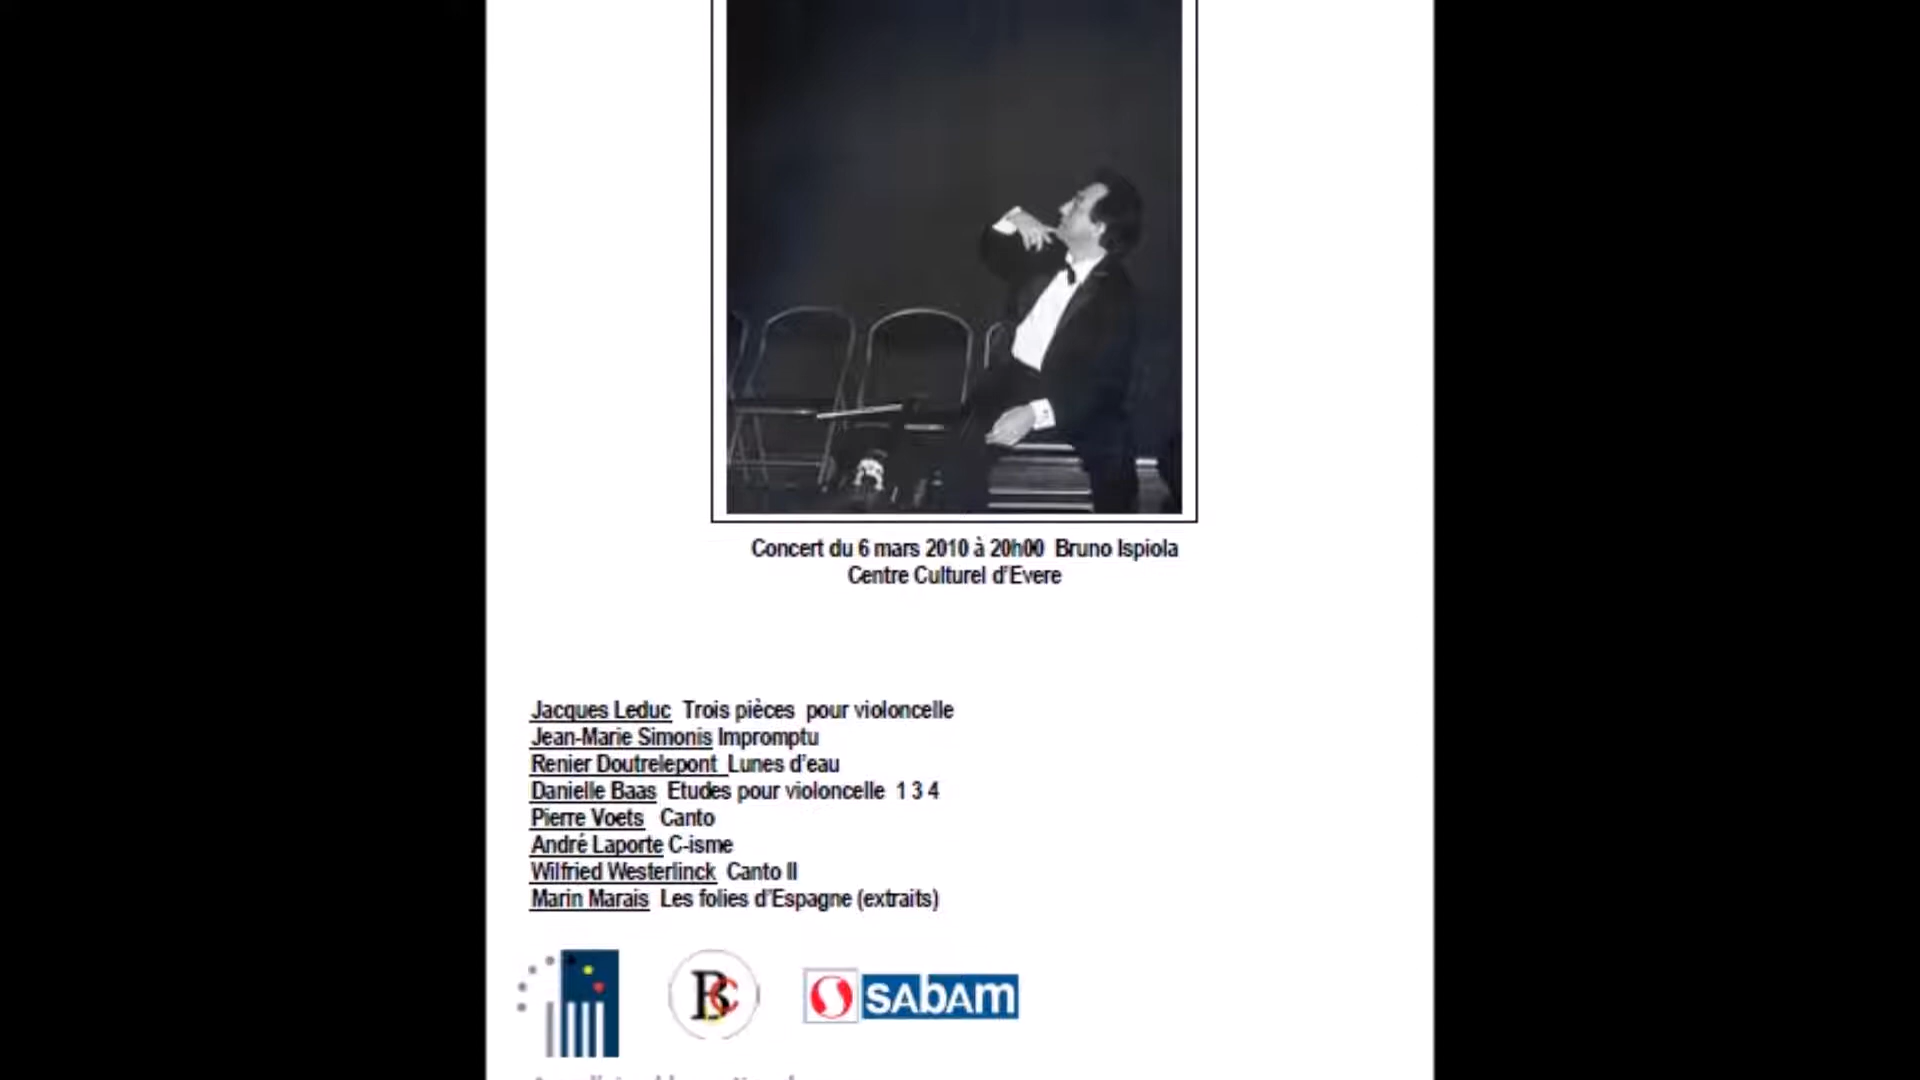 Concert du 6 mars 2010 à 20h00 Bruno Ispiola
Centre Culturel d'Evere
Jacques Leduc Trois pièces pour violoncelle
Jean-Marie Simonis Impromptu
Renier Doutrelepont Lunes d'eau
Danielle Baas Etudes pour violoncelle 1 3 4
Pierre Voets Canto
André Laporte C-isme
Wilfried Westerlinck Canto II
Marin Marais Les folies d'Espagne (extraits)
BC
sabam